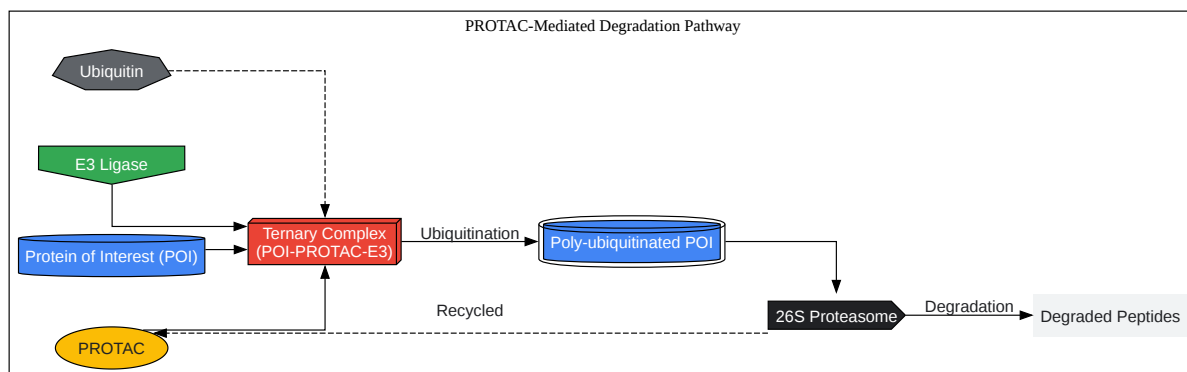 PROTAC-Mediated Degradation Pathway
Ubiquitin
E3 Ligase
Protein of Interest (POI)
Ternary Complex
(POI-PROTAC-E3)
Ubiquitination
Poly-ubiquitinated POI
Recycled
PROTAC
26S Proteasome
Degradation
Degraded Peptides